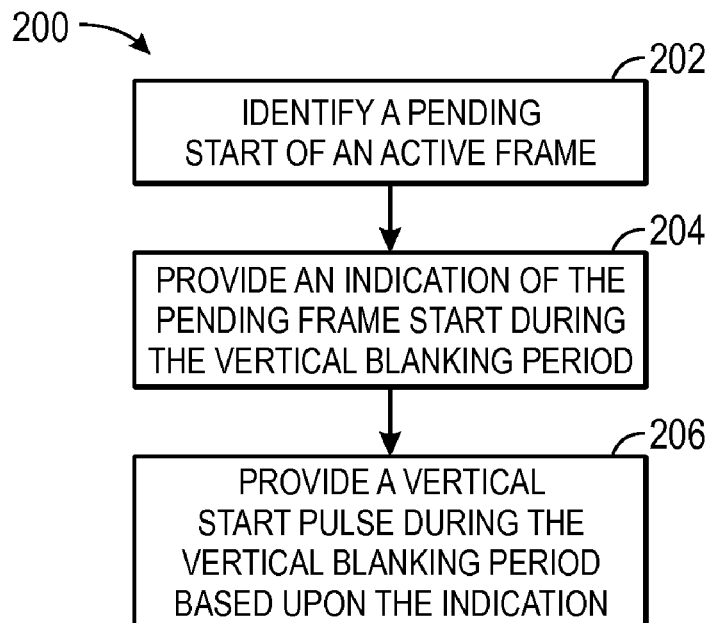 200
202
IDENTIFY A PENDING
START OF AN ACTIVE FRAME
204
PROVIDE AN INDICATION OF THE
PENDING FRAME START DURING
THE VERTICAL BLANKING PERIOD
206
PROVIDE A VERTICAL
START PULSE DURING THE
VERTICAL BLANKING PERIOD
BASED UPON THE INDICATION